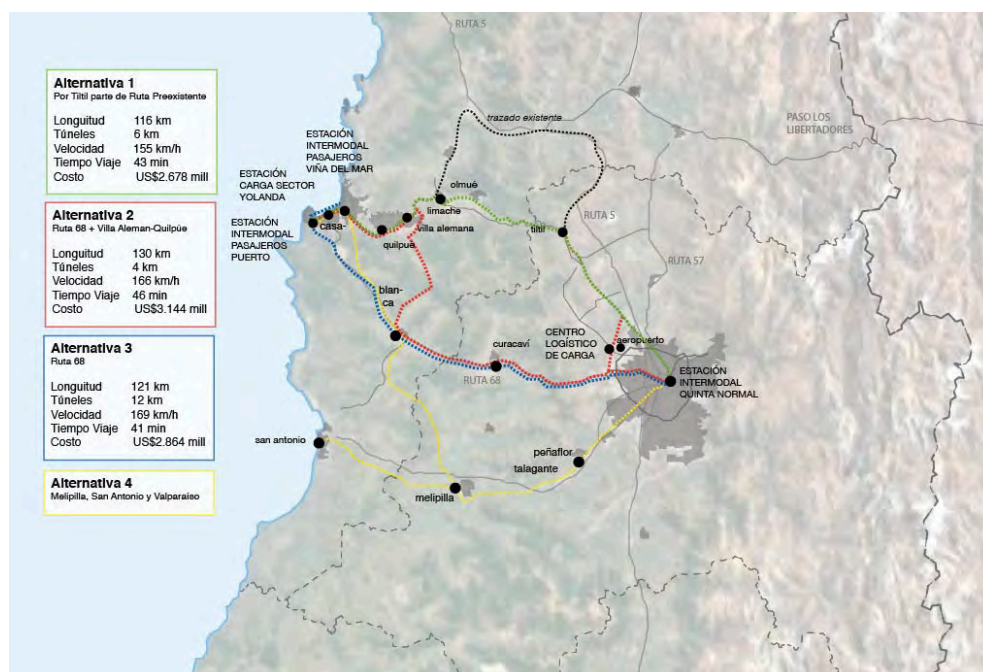 RUTA 5
Alternativa 1
Por Tiltil parte de Ruta Preexistente
Longuitud 116 km
Túneles 6 km
Velocidad 155 km/h
Tiempo Viaje 43 min
Costo US$2.678 mill
Alternativa 2
Ruta 68 + Villa Aleman-Quilpúe
Longuitud 130 km
Túneles 4 km
Velocidad 166 km/h
Tiempo Viaje 46 min
Costo US$3.144 mill
Alternativa 3
Ruta 68
Longuitud 121 km
Túneles 12 km
Velocidad 169 km/h
Tiempo Viaje 41 min
Costo US$2.864 mill
Alternativa 4
Melipilla, San Antonio y Valparaíso
ESTACIÓN
INTERMODAL
PASAJEROS
VIÑA DEL MAR
ESTACIÓN
CARGA SECTOR
YOLANDA
ESTACIÓN
INTERMODAL
PASAJEROS
PUERTO
trazado existente
PASO LOS
LIBERTADORES
olmué
limache
villa alemana
quilpuè
casa-
blan-
ca
tiltil
RUTA 5
RUTA 57
CENTRO
LOGÍSTICO
DE CARGA
aeropuerto
curacaví
RUTA 68
ESTACIÓN
INTERMODAL
QUINTA NORMAL
san antonio
peñaflor
talagante
melipilla